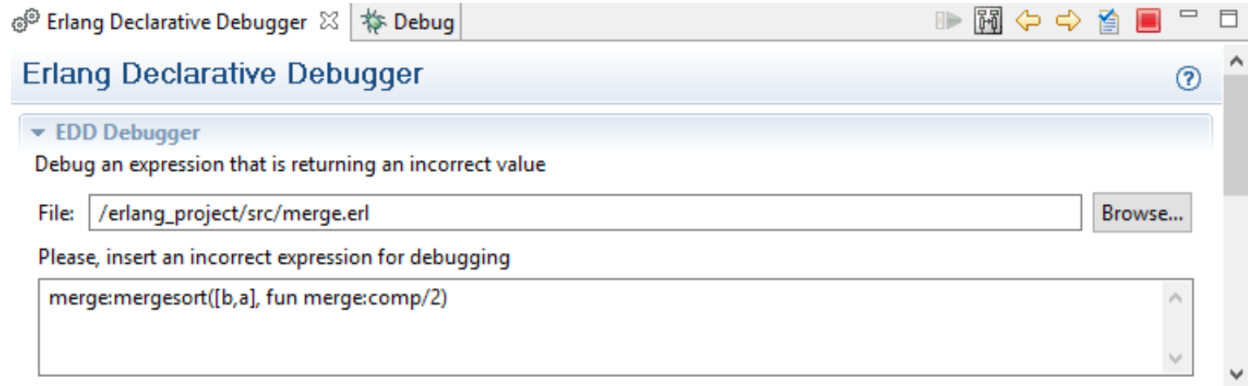 Erlang Declarative Debugger Debug
Erlang Declarative Debugger
EDD Debugger
Debug an expression that is returning an incorrect value
File: /erlang_project/src/merge.erl Browse...
Please, insert an incorrect expression for debugging
merge:mergesort([b,a], fun merge:comp/2)